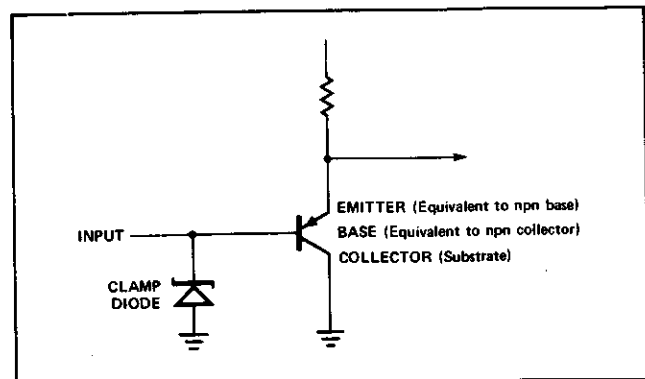 EMITTER (Equivalent to npn base)
INPUT
BASE (Equivalent to npn collector)
COLLECTOR (Substrate)
CLAMP
DIODE